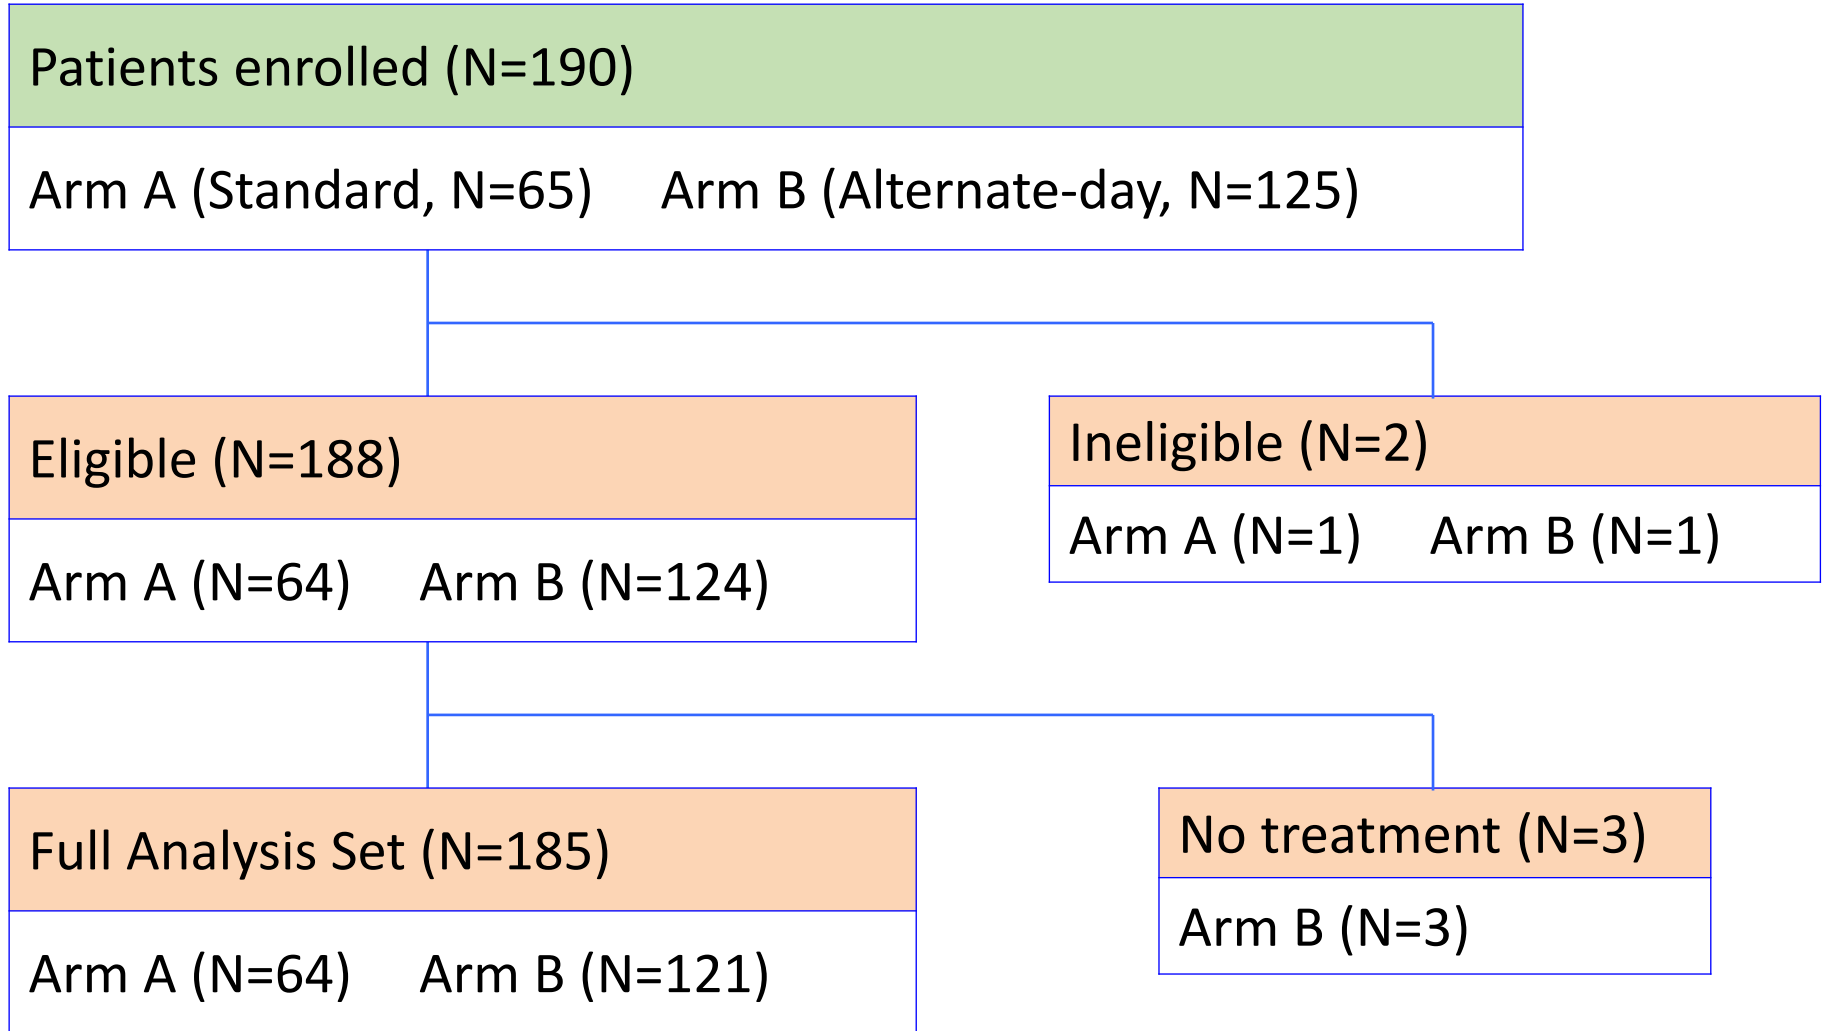 Patients enrolled (N=190)
Arm A (Standard, N=65) Arm B (Alternate-day, N=125)
Eligible (N=188)
Arm A (N=64) Arm B (N=124)
Ineligible (N=2)
Arm A (N=1) Arm B (N=1)
Full Analysis Set (N=185)
Arm A (N=64) Arm B (N=121)
No treatment (N=3)
Arm B (N=3)